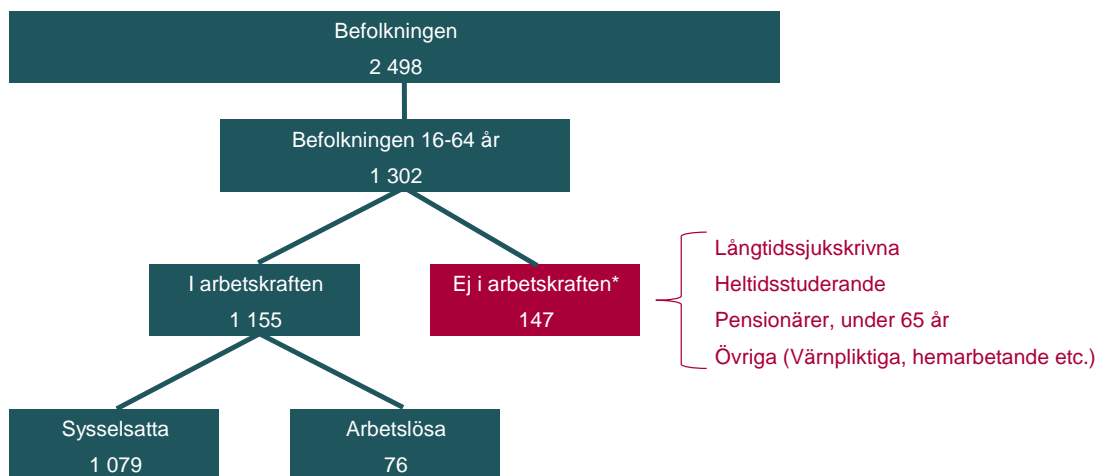 Befolkningen
2 498
Befolkningen 16-64 år
1 302
I arbetskraften
1 155
Ej i arbetskraften*
147
Långtidssjukskrivna
Heltidsstuderande
Pensionärer, under 65 år
Övriga (Värnpliktiga, hemarbetande etc.)
Sysselsatta
1 079
Arbetslösa
76